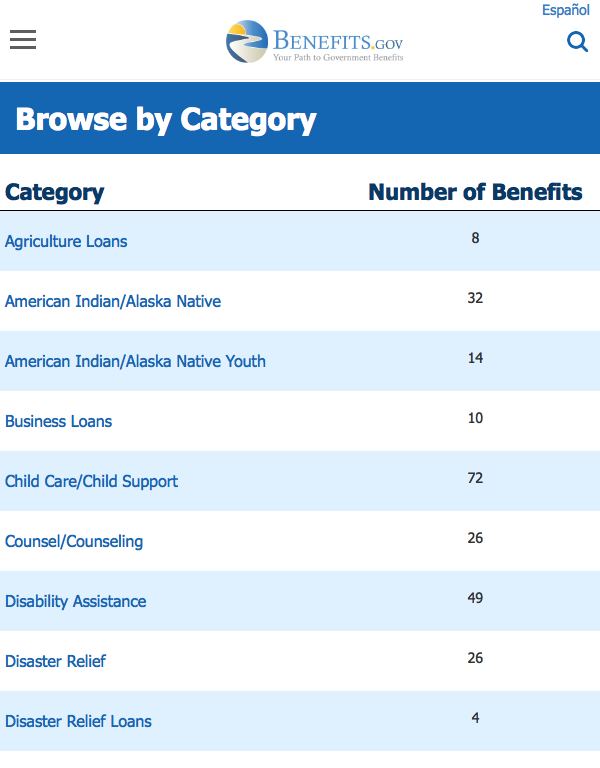 Español
BENEFITS.GOV
Your Path to Government Benefits
Browse by Category
Category Number of Benefits
Agriculture Loans 8
American Indian/Alaska Native 32
American Indian/Alaska Native Youth 14
Business Loans 10
Child Care/Child Support 72
Counsel/Counseling 26
Disability Assistance 49
Disaster Relief 26
Disaster Relief Loans 4